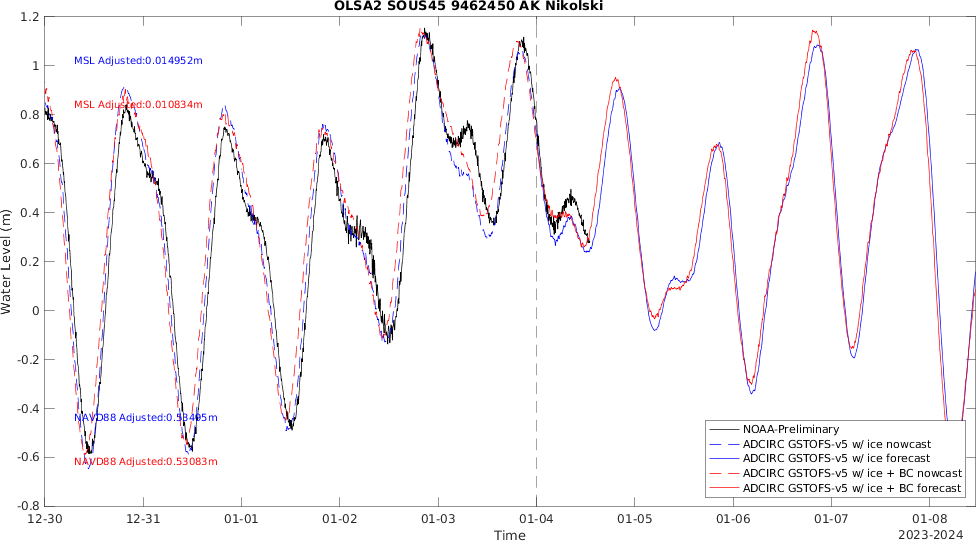 OLSA2 SOUS45 9462450 AK Nikolski
1.2
1
0.8
0.6
0.4
0.2
0
-0.2
-0.4
-0.6
-0.8
Water Level (m)
MSL Adjusted:0.014952m
MSL Adjusted:0.010834m
NAVD88 Adjusted:0.53495m
NAVD88 Adjusted:0.53083m
NOAA-Preliminary
ADCIRC GSTOFS-v5 w/ ice nowcast
ADCIRC GSTOFS-v5 w/ ice forecast
ADCIRC GSTOFS-v5 w/ ice + BC nowcast
ADCIRC GSTOFS-v5 w/ ice + BC forecast
12-30 12-31 01-01 01-02 01-03 01-04 01-05 01-06 01-07 01-08
Time
2023-2024